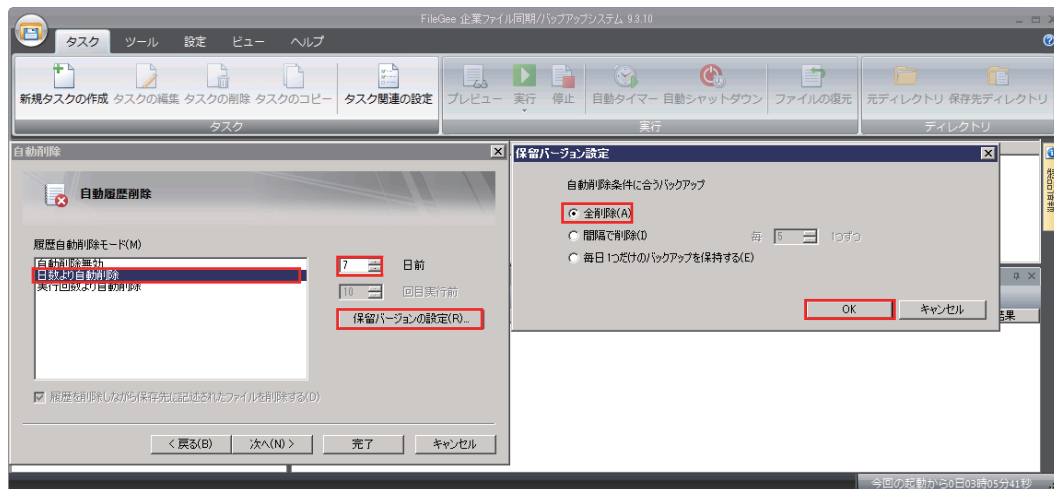 FileGee 企業ファイル同期/バップアップシステム 9.3.10
タスク ツール 設定 ビュー ヘルプ
新規タスクの作成 タスクの編集 タスクの削除 タスクのコピー タスク関連の設定 プレビュー 実行 停止 自動タイマー 自動シャットダウン ファイルの復元 元ディレクトリ 保存先ディレクトリ
タスク 実行 ディレクトリ
自動削除
自動履歴削除
履歴自動削除モード(M)
自動削除無効
日数より自動削除
実行回数より自動削除
7 日前
10 回目実行前
保留バージョンの設定(R)...
履歴を削除しながら保存先に記述されたファイルを削除する(D)
< 戻る(B) 次へ(N) > 完了 キャンセル
保留バージョン設定
自動削除条件に合うバックアップ
全削除(A)
間隔で削除(I) 毎 5 1つずつ
毎日1つだけのバックアップを保持する(E)
OK キャンセル
結果
今回の起動から0日03時05分41秒